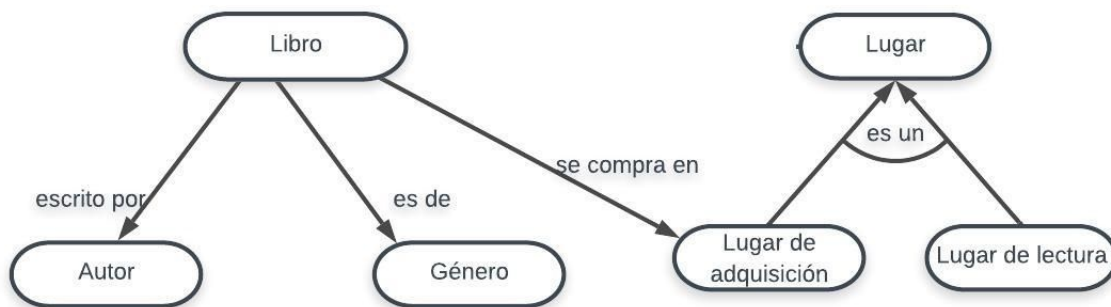 Libro
Lugar
es un
se compra en
escrito por
es de
Autor
Género
Lugar de
adquisición
Lugar de lectura